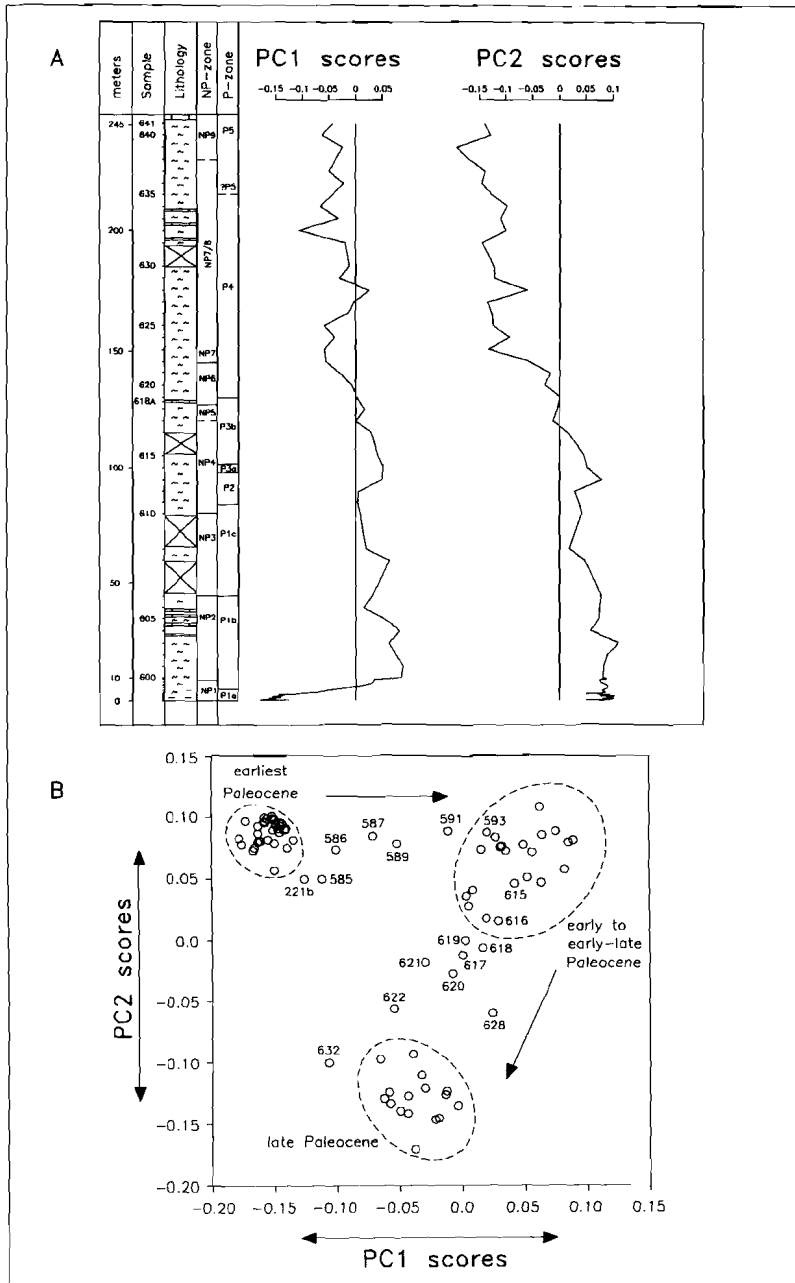 A
meters
Sample
Lithology
NP-zone
P-zone
PC1 scores
PC2 scores
-0.15 -0.05 0 0.05
-0.15 -0.1 -0.05 0 0.05 0.1
245
200
150
100
50
10
0
641
640
635
630
625
620
618A
615
610
605
600
NP9
NP7/8
NP7
NP6
NP5
NP4
NP3
NP2
NP1
P5
?P5
P4
P3b
P3a
P2
P1c
P1b
P1a
B
0.15
0.10
0.05
0.0
-0.05
-0.10
-0.15
-0.20
PC2 scores
earliest
Paleocene
586
587
589
591
593
221b
585
615
616
619
618
621
617
620
622
628
632
early to
early-late
Paleocene
late Paleocene
-0.20 -0.15 -0.10 -0.05 0.0 0.05 0.10 0.15
PC1 scores